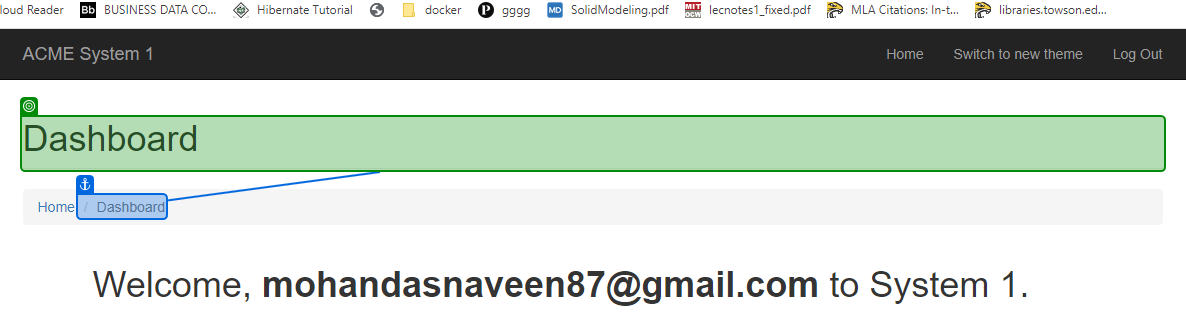 loud Reader Bb BUSINESS DATA CO... Hibernate Tutorial docker gggg MD SolidModeling.pdf MIT OCW lecnotes1_fixed.pdf MLA Citations: In-t... libraries.towson.ed...
ACME System 1 Home Switch to new theme Log Out
Dashboard
Home / Dashboard
Welcome, mohandasnaveen87@gmail.com to System 1.